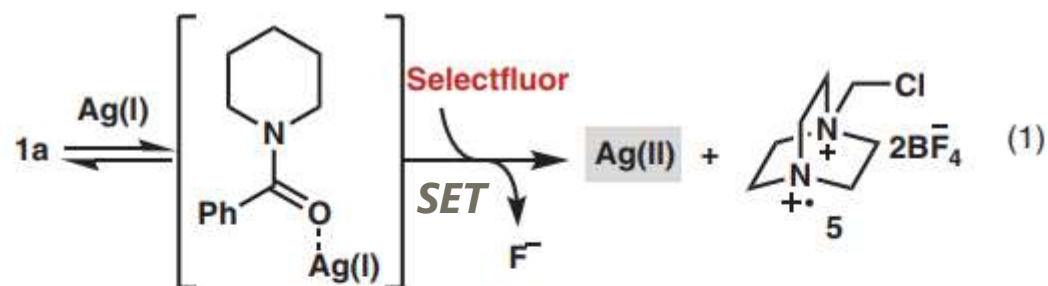 1a
Ag(I)
N
Ph
O
Ag(I)
Selectfluor
SET
F−
Ag(II)
+
Cl
N
+
N
+•
2BF4−
5
(1)